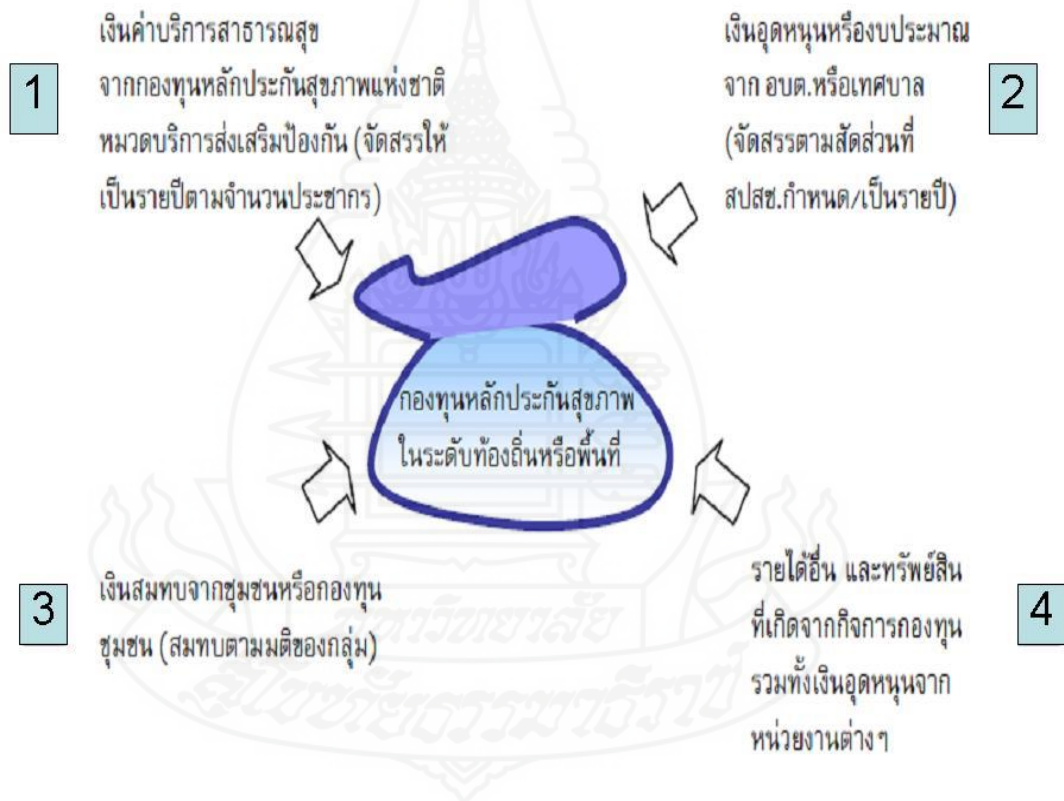 1
เงินค่าบริการสาธารณสุข
จากกองทุนหลักประกันสุขภาพแห่งชาติ
หมวดบริการส่งเสริมป้องกัน (จัดสรรให้
เป็นรายปีตามจำนวนประชากร)
เงินอุดหนุนหรืองบประมาณ
จาก อบต.หรือเทศบาล
(จัดสรรตามสัดส่วนที่
สปสช.กำหนด/เป็นรายปี)
2
กองทุนหลักประกันสุขภาพ
ในระดับท้องถิ่นหรือพื้นที่
3
เงินสมทบจากชุมชนหรือกองทุน
ชุมชน (สมทบตามมติของกลุ่ม)
รายได้อื่น และทรัพย์สิน
ที่เกิดจากกิจการกองทุน
รวมทั้งเงินอุดหนุนจาก
หน่วยงานต่างๆ
4